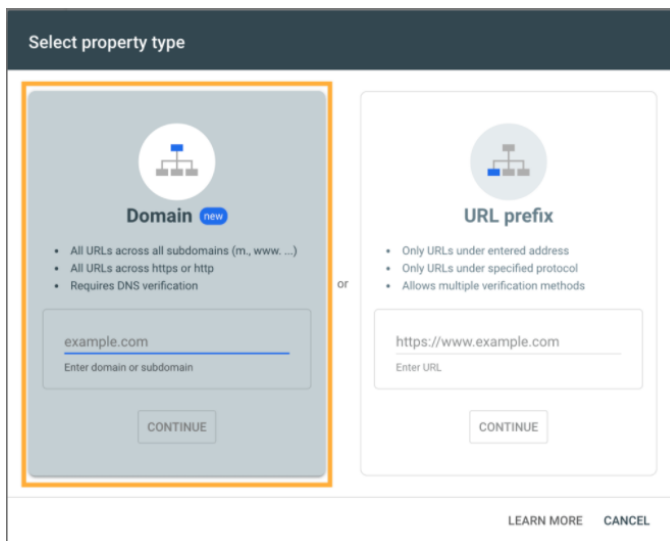 Select property type
Domain new
• All URLs across all subdomains (m., www. ...)
• All URLs across https or http
• Requires DNS verification
example.com
Enter domain or subdomain
CONTINUE
or
URL prefix
• Only URLs under entered address
• Only URLs under specified protocol
• Allows multiple verification methods
https://www.example.com
Enter URL
CONTINUE
LEARN MORE CANCEL